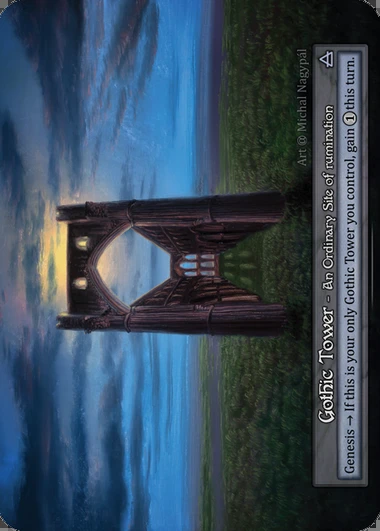 Art @ Michal Nagypál
Gothic Tower - An Ordinary Site of rumination
Genesis → If this is your only Gothic Tower you control, gain 1 this turn.